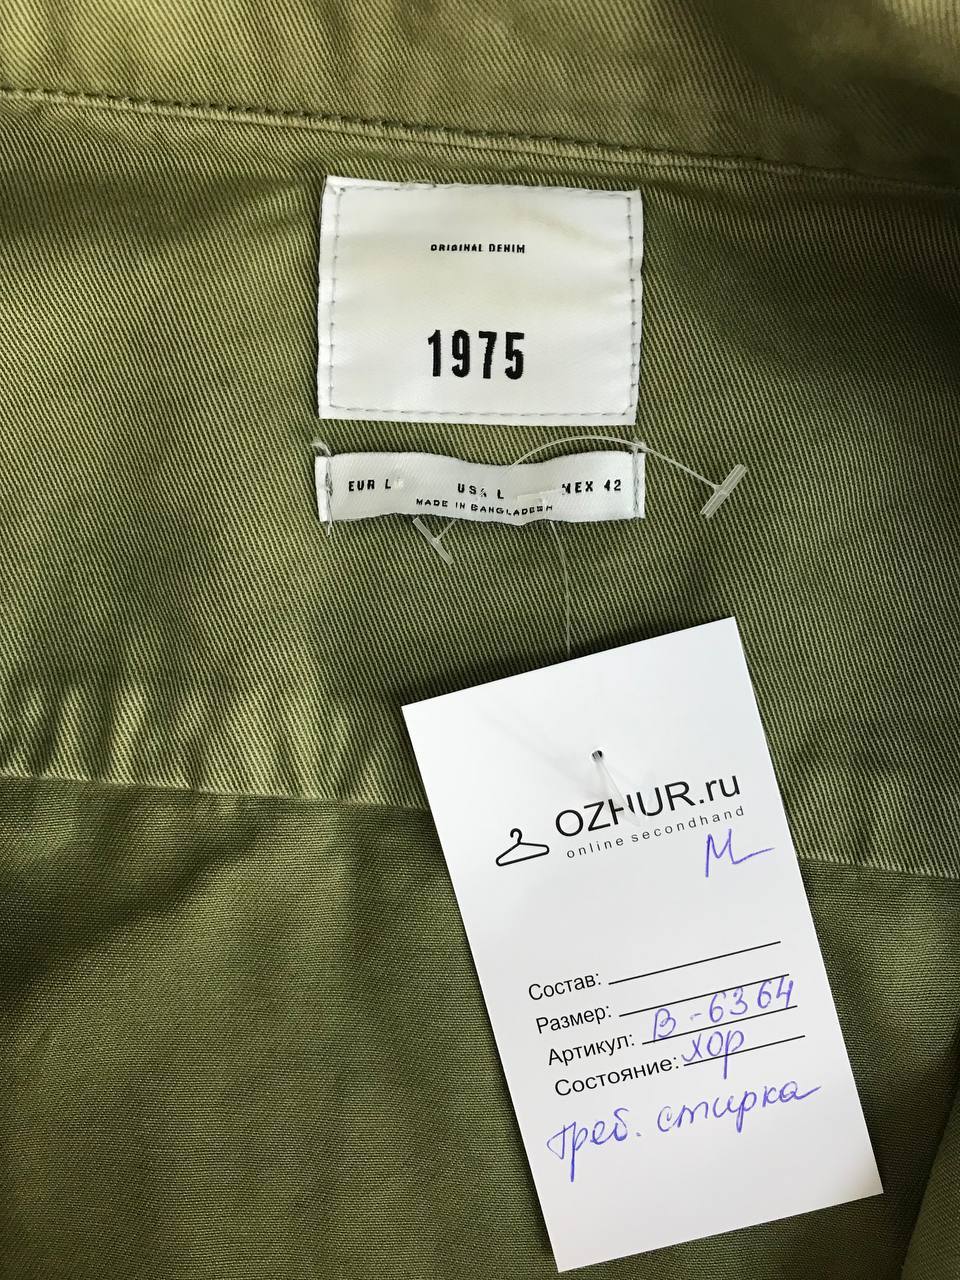 ORIGINAL DENIM
1975
EUR L USA L MEX 42
MADE IN BANGLADESH
OZHUR.ru
online secondhand
M
Состав:
Размер:
Артикул: В-6364
Состояние: хор
треб. стирка